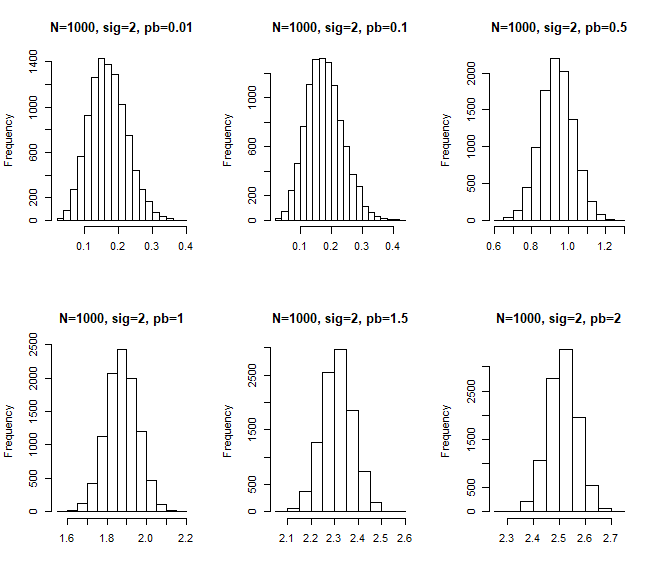 N=1000, sig=2, pb=0.01
N=1000, sig=2, pb=0.1
N=1000, sig=2, pb=0.5
Frequency
0 200 600 1000 1400
0.1 0.2 0.3 0.4
Frequency
0 200 600 1000
0.1 0.2 0.3 0.4
Frequency
0 500 1000 2000
0.6 0.8 1.0 1.2
N=1000, sig=2, pb=1
N=1000, sig=2, pb=1.5
N=1000, sig=2, pb=2
Frequency
0 500 1000 1500 2000 2500
1.6 1.8 2.0 2.2
Frequency
0 500 1500 2500
2.1 2.2 2.3 2.4 2.5 2.6
Frequency
0 500 1500 2500
2.3 2.4 2.5 2.6 2.7